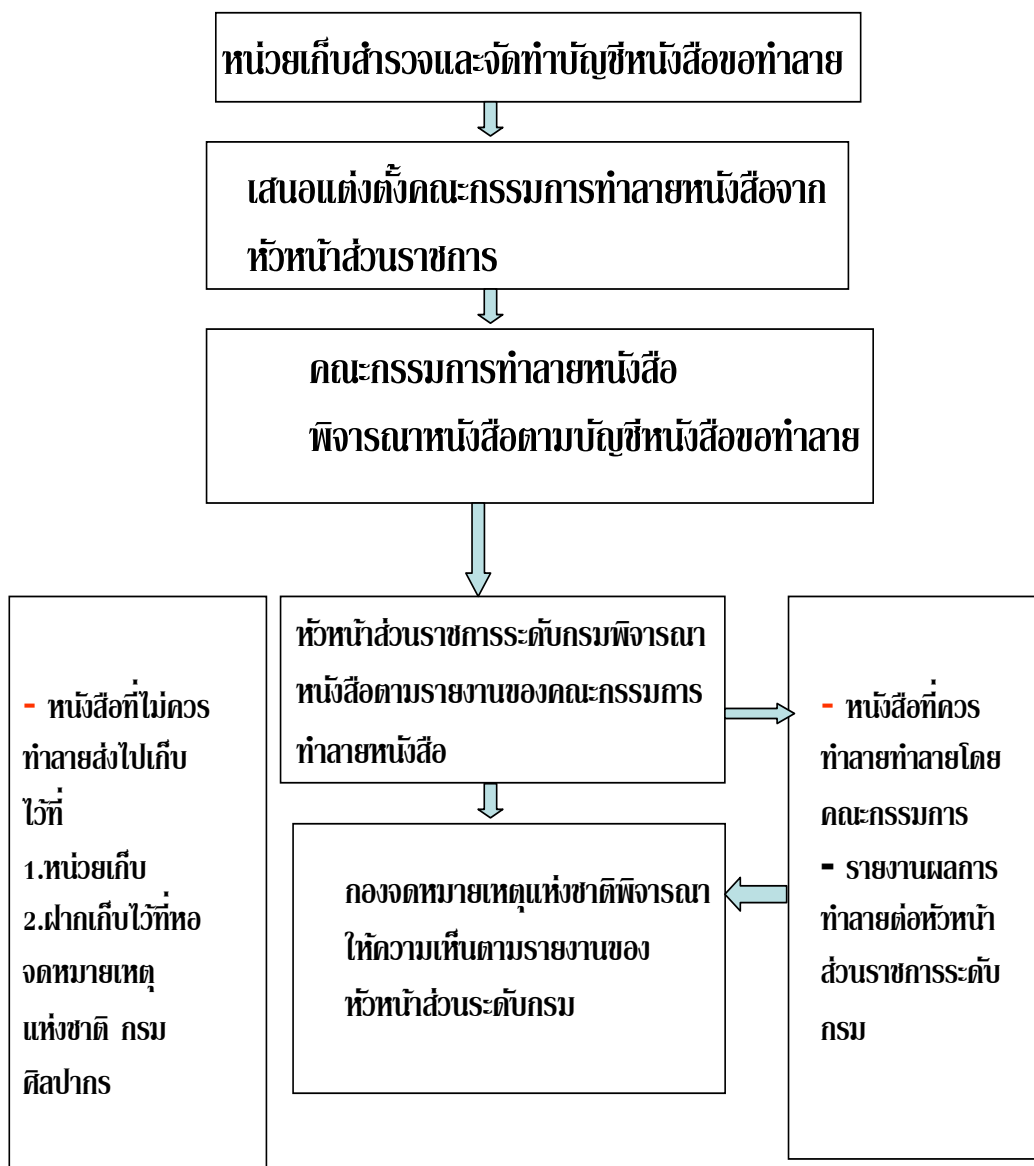 หน่วยเก็บสำรวจและจัดทำบัญชีหนังสือขอทำลาย
เสนอแต่งตั้งคณะกรรมการทำลายหนังสือจาก
หัวหน้าส่วนราชการ
คณะกรรมการทำลายหนังสือ
พิจารณาหนังสือตามบัญชีหนังสือขอทำลาย
- หนังสือที่ไม่ควร
ทำลายส่งไปเก็บ
ไว้ที่
1.หน่วยเก็บ
2.ฝากเก็บไว้ที่หอ
จดหมายเหตุ
แห่งชาติ กรม
ศิลปากร
หัวหน้าส่วนราชการระดับกรมพิจารณา
หนังสือตามรายงานของคณะกรรมการ
ทำลายหนังสือ
กองจดหมายเหตุแห่งชาติพิจารณา
ให้ความเห็นตามรายงานของ
หัวหน้าส่วนระดับกรม
- หนังสือที่ควร
ทำลายทำลายโดย
คณะกรรมการ
- รายงานผลการ
ทำลายต่อหัวหน้า
ส่วนราชการระดับ
กรม